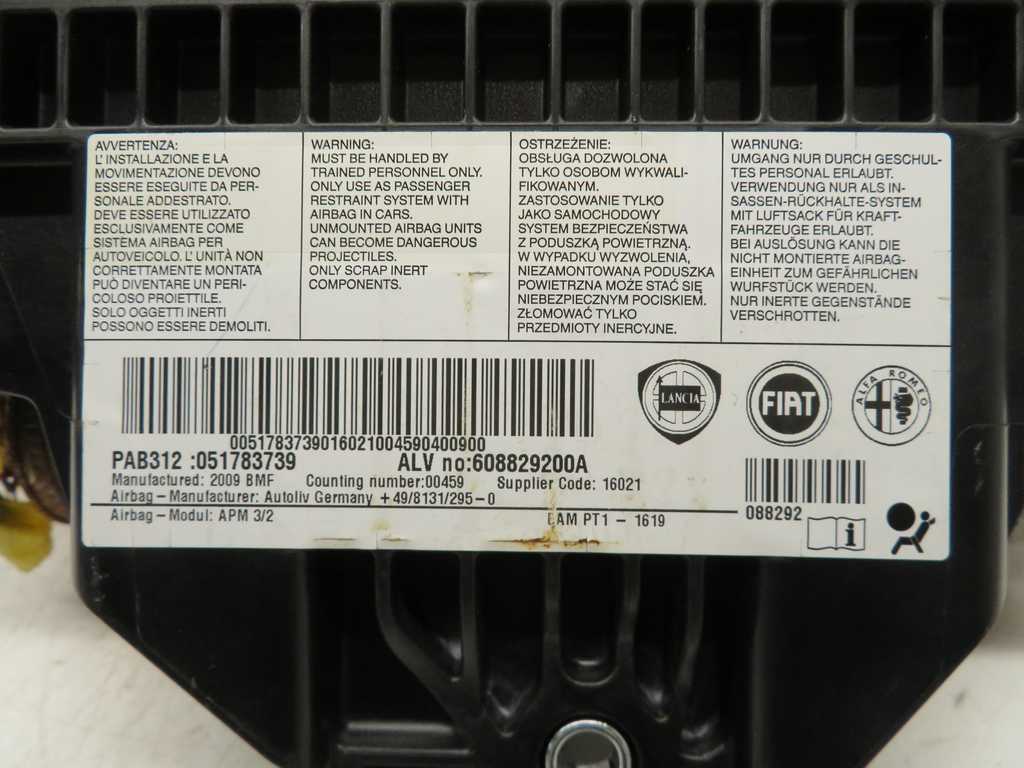 AVVERTENZA:
L' INSTALLAZIONE E LA
MOVIMENTAZIONE DEVONO
ESSERE ESEGUITE DA PER-
SONALE ADDESTRATO.
DEVE ESSERE UTILIZZATO
ESCLUSIVAMENTE COME
SISTEMA AIRBAG PER
AUTOVEICOLO. L' UNITÀ NON
CORRETTAMENTE MONTATA
PUÒ DIVENTARE UN PERI-
COLOSO PROIETTILE.
SOLO OGGETTI INERTI
POSSONO ESSERE DEMOLITI.
WARNING:
MUST BE HANDLED BY
TRAINED PERSONNEL ONLY.
ONLY USE AS PASSENGER
RESTRAINT SYSTEM WITH
AIRBAG IN CARS.
UNMOUNTED AIRBAG UNITS
CAN BECOME DANGEROUS
PROJECTILES.
ONLY SCRAP INERT
COMPONENTS.
OSTRZEŻENIE:
OBSŁUGA DOZWOLONA
TYLKO OSOBOM WYKWALI-
FIKOWANYM.
ZASTOSOWANIE TYLKO
JAKO SAMOCHODOWY
SYSTEM BEZPIECZEŃSTWA
Z PODUSZKĄ POWIETRZNĄ.
W WYPADKU WYZWOLENIA,
NIEZAMONTOWANA PODUSZKA
POWIETRZNA MOŻE STAĆ SIĘ
NIEBEZPIECZNYM POCISKIEM.
ZŁOMOWAĆ TYLKO
PRZEDMIOTY INERCYJNE.
WARNUNG:
UMGANG NUR DURCH GESCHUL-
TES PERSONAL ERLAUBT.
VERWENDUNG NUR ALS IN-
SASSEN-RÜCKHALTE-SYSTEM
MIT LUFTSACK FÜR KRAFT-
FAHRZEUGE ERLAUBT.
BEI AUSLÖSUNG KANN DIE
NICHT MONTIERTE AIRBAG-
EINHEIT ZUM GEFÄHRLICHEN
WURFSTÜCK WERDEN.
NUR INERTE GEGENSTÄNDE
VERSCHROTTEN.
LANCIA
FIAT
ALFA ROMEO
00517837390160210045904009​00
PAB312 :051783739 ALV no:608829200A
Manufactured: 2009 BMF Counting number:00459 Supplier Code: 16021
Airbag – Manufacturer: Autoliv Germany +49/8131/295-0
Airbag – Modul: APM 3/2 EAM PT1 - 1619
088292
i